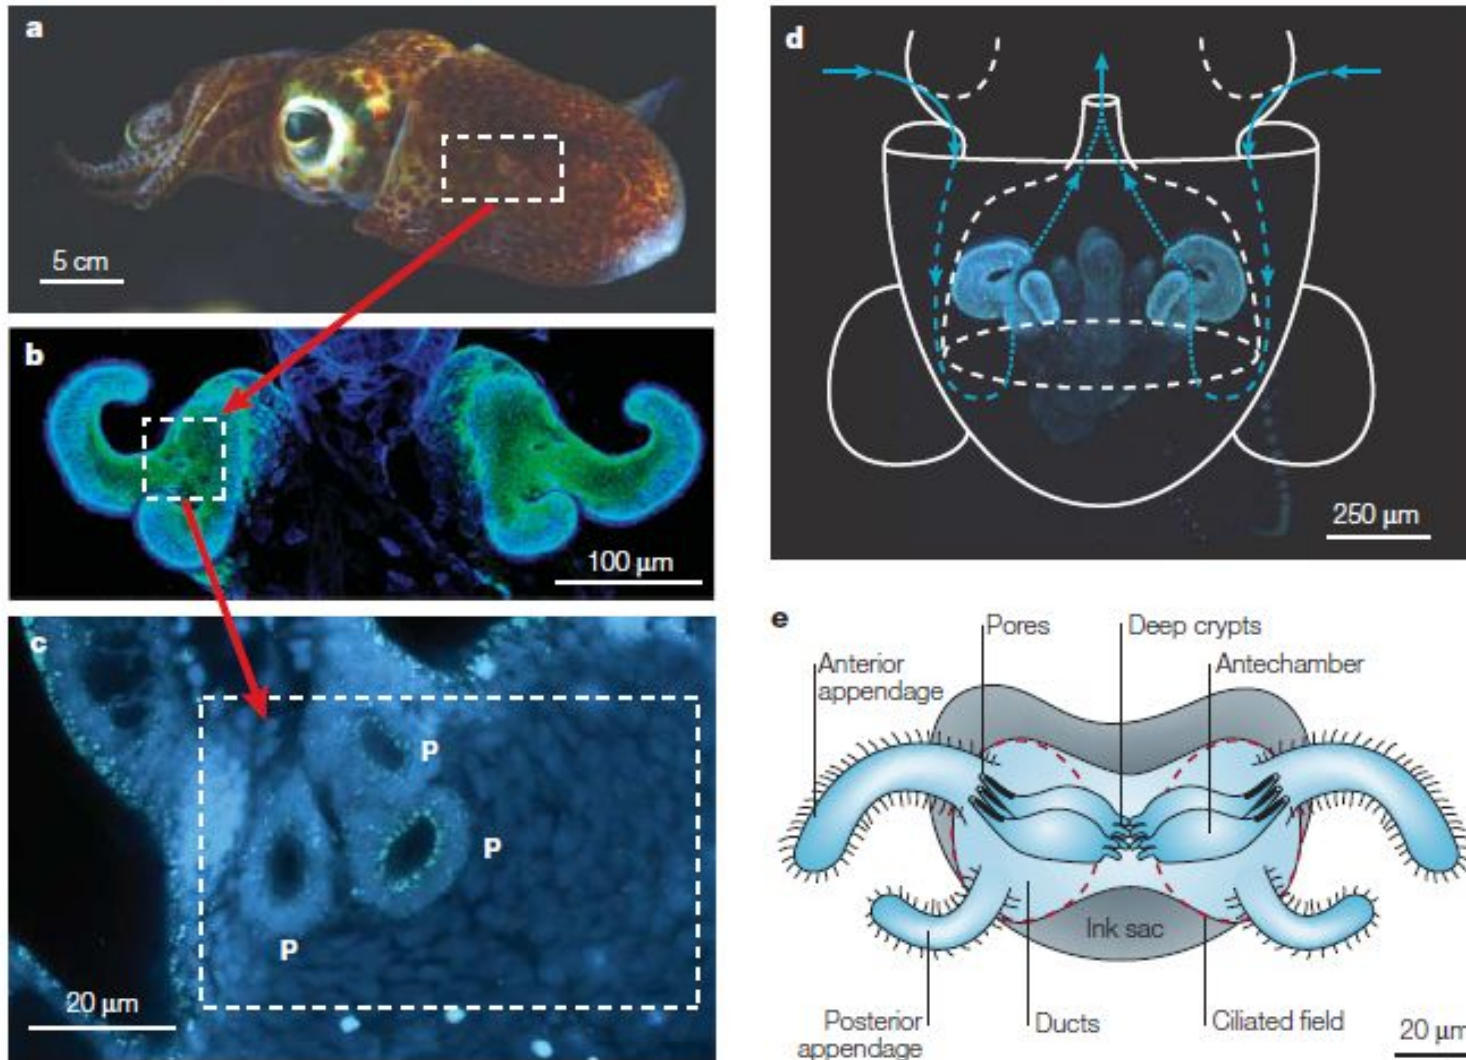 a
5 cm
b
100 μm
c
P
P
P
20 μm
d
250 μm
e
Pores
Deep crypts
Anterior
appendage
Antechamber
Ink sac
Posterior
appendage
Ducts
Ciliated field
20 μm